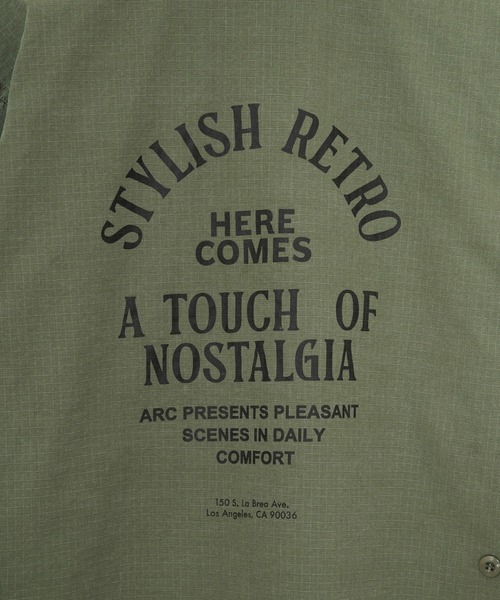 STYLISH RETRO
HERE
COMES
A TOUCH OF
NOSTALGIA
ARC PRESENTS PLEASANT
SCENES IN DAILY
COMFORT
150 S. La Brea Ave.
Los Angeles, CA 90036